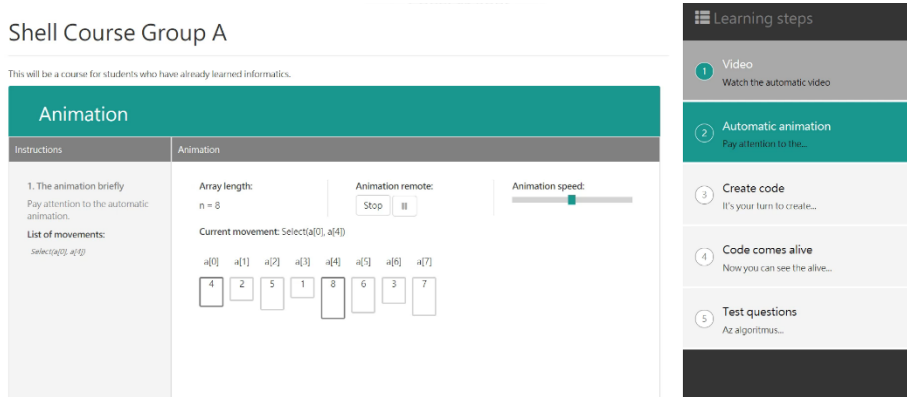 Shell Course Group A
This will be a course for students who have already learned informatics.
Animation
Instructions
Animation
1. The animation briefly
Pay attention to the automatic
animation.
List of movements:
Select(a[0], a[4])
Array length:
n = 8
Animation remote:
Stop
Animation speed:
Current movement: Select(a[0], a[4])
a[0] a[1] a[2] a[3] a[4] a[5] a[6] a[7]
4 2 5 1 8 6 3 7
Learning steps
1 Video
Watch the automatic video
2 Automatic animation
Pay attention to the...
3 Create code
It's your turn to create...
4 Code comes alive
Now you can see the alive...
5 Test questions
Az algoritmus...